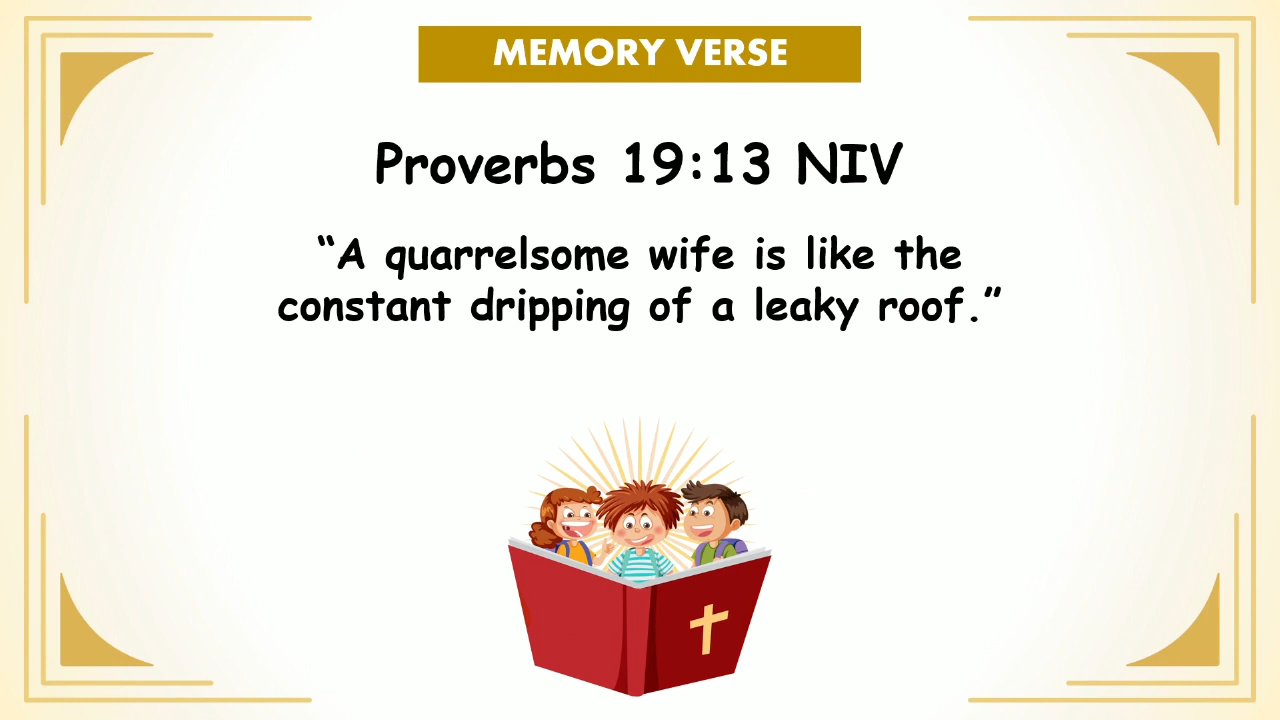 MEMORY VERSE
Proverbs 19:13 NIV
“A quarrelsome wife is like the
constant dripping of a leaky roof.”